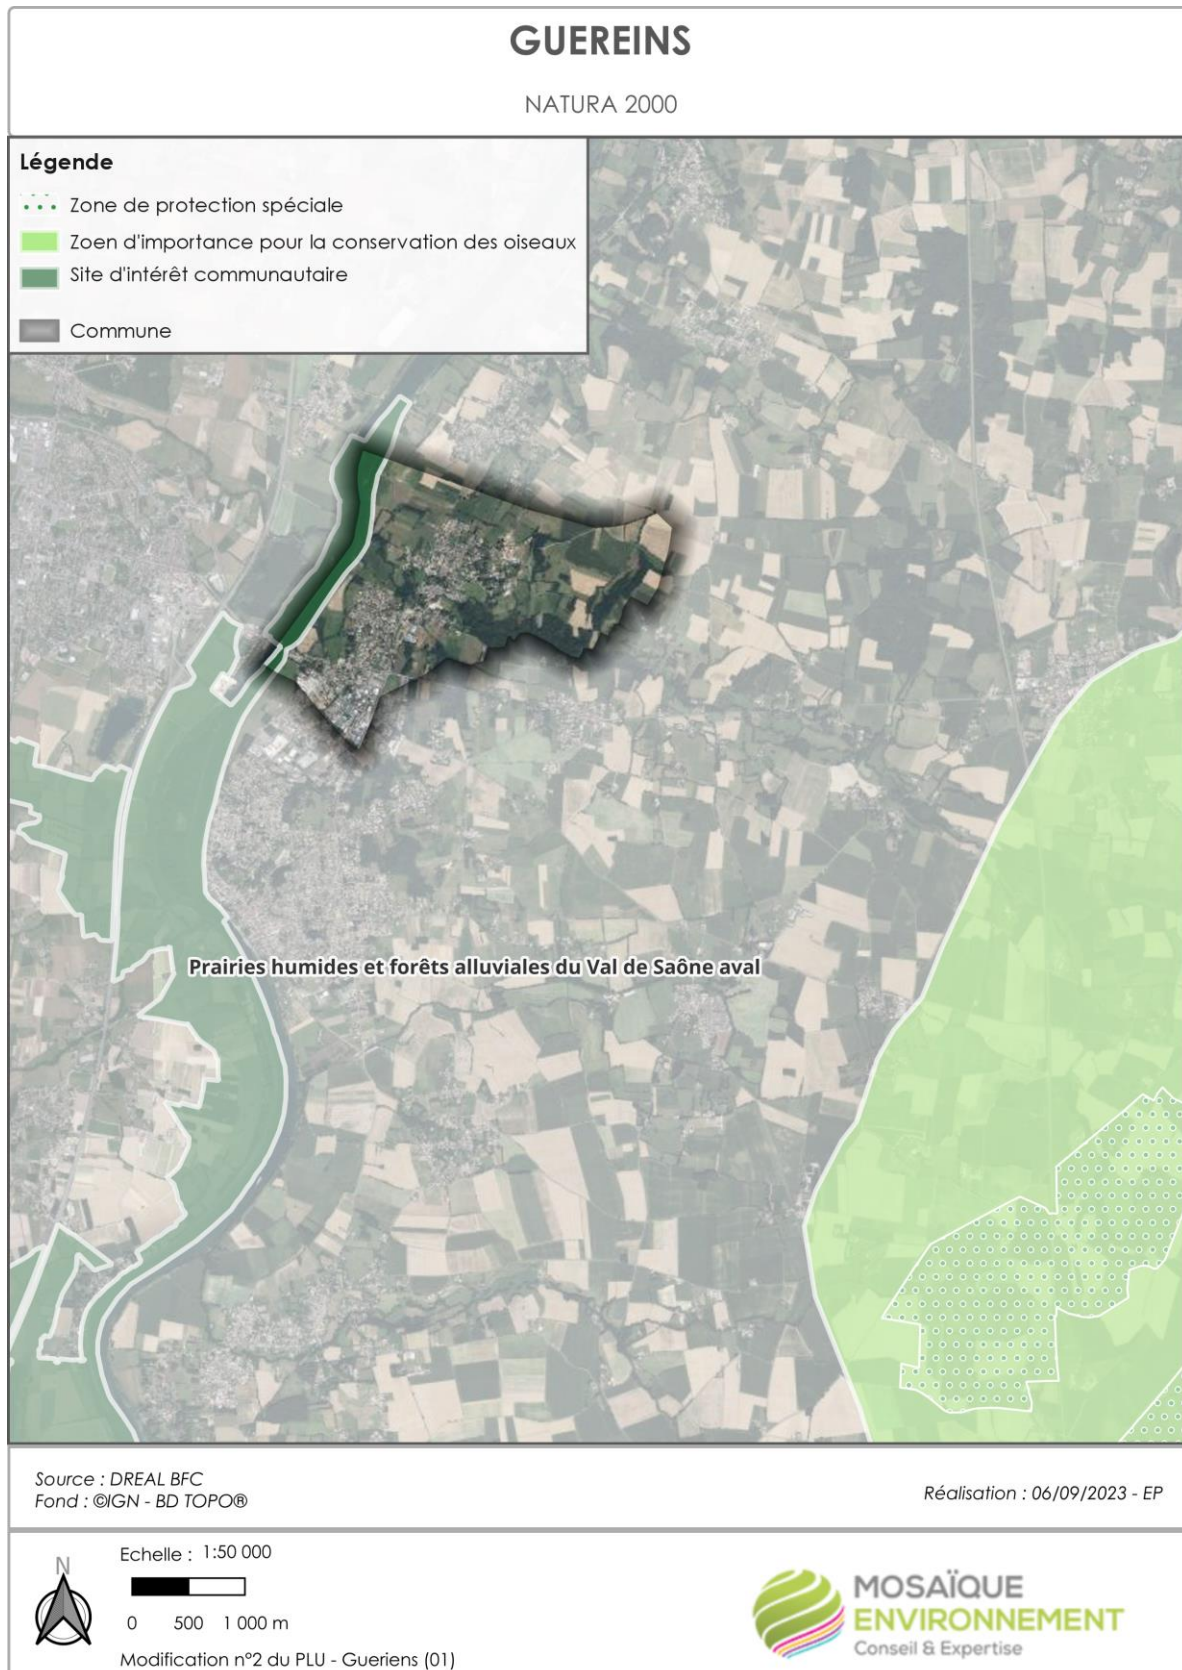 GUEREINS
NATURA 2000
Légende
Zone de protection spéciale
Zoen d'importance pour la conservation des oiseaux
Site d'intérêt communautaire
Commune
Prairies humides et forêts alluviales du Val de Saône aval
Source : DREAL BFC
Fond : ©IGN - BD TOPO®
Réalisation : 06/09/2023 - EP
N
Echelle : 1:50 000
0 500 1 000 m
Modification n°2 du PLU - Gueriens (01)
MOSAÏQUE
ENVIRONNEMENT
Conseil & Expertise